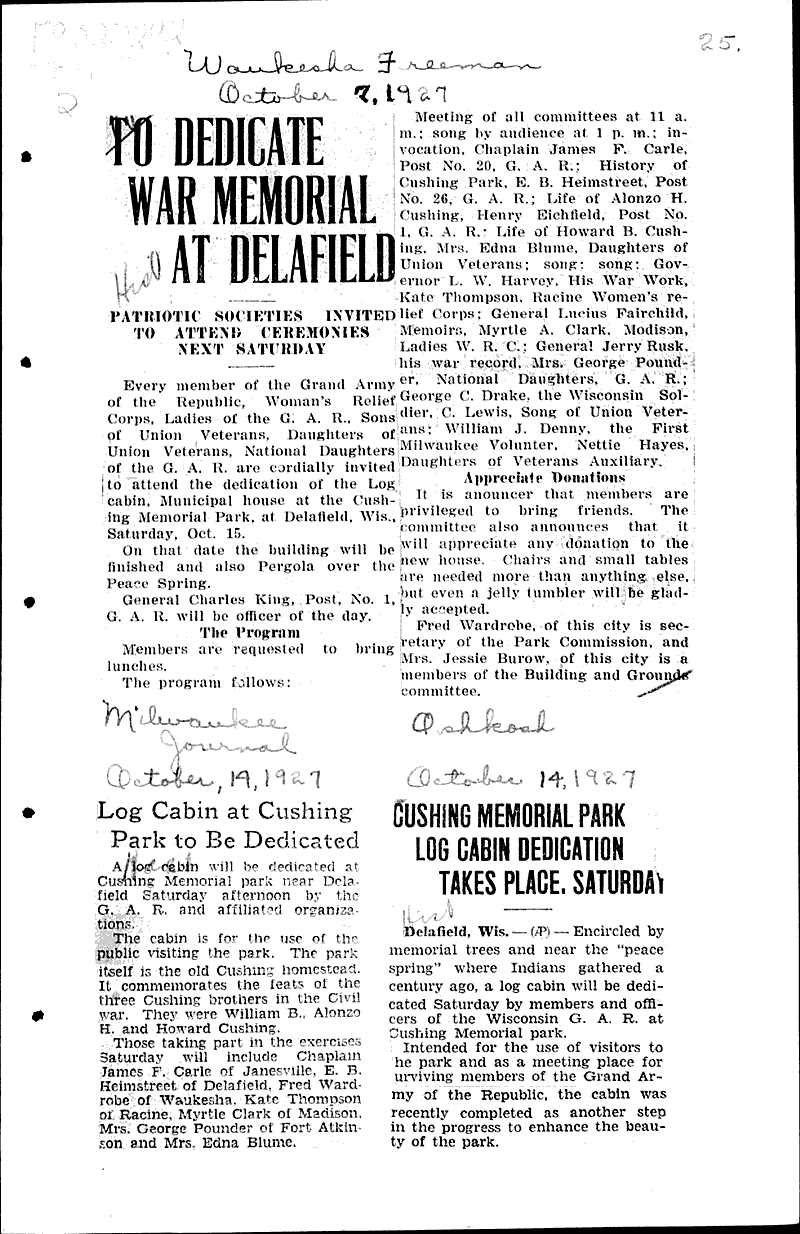 25.
Waukesha Freeman
October 7, 1927
TO DEDICATE
WAR MEMORIAL
AT DELAFIELD
Hist
PATRIOTIC SOCIETIES INVITED
TO ATTEND CEREMONIES
NEXT SATURDAY
Every member of the Grand Army
of the Republic, Woman's Relief
Corps, Ladies of the G. A. R., Sons
of Union Veterans, Daughters of
Union Veterans, National Daughters
of the G. A. R. are cordially invited
to attend the dedication of the Log
cabin, Municipal house at the Cush-
ing Memorial Park, at Delafield, Wis.,
Saturday, Oct. 15.
On that date the building will be
finished and also Pergola over the
Peace Spring.
General Charles King, Post, No. 1,
G. A. R. will be officer of the day.
The Program
Members are requested to bring
lunches.
The program follows:
Meeting of all committees at 11 a.
m.; song by audience at 1 p. m.; in-
vocation, Chaplain James F. Carle,
Post No. 20, G. A. R.; History of
Cushing Park, E. B. Heimstreet, Post
No. 26, G. A. R.; Life of Alonzo H.
Cushing, Henry Eichfield, Post No.
1, G. A. R.; Life of Howard B. Cush-
ing, Mrs. Edna Blume, Daughters of
Union Veterans; song; song; Gov-
ernor L. W. Harvey, His War Work,
Kate Thompson, Racine Women's re-
lief Corps; General Lucius Fairchild,
Memoirs, Myrtle A. Clark, Modison,
Ladies W. R. C.; General Jerry Rusk,
his war record, Mrs. George Pound-
er, National Daughters, G. A. R.;
George C. Drake, the Wisconsin Sol-
dier, C. Lewis, Song of Union Veter-
ans; William J. Denny, the First
Milwaukee Volunter, Nettie Hayes,
Daughters of Veterans Auxiliary.
Appreciate Donations
It is anouncer that members are
privileged to bring friends. The
committee also announces that it
will appreciate any donation to the
new house. Chairs and small tables
are needed more than anything else,
but even a jelly tumbler will be glad-
ly accepted.
Fred Wardrobe, of this city is sec-
retary of the Park Commission, and
Mrs. Jessie Burow, of this city is a
members of the Building and Grounds
committee.
Milwaukee
Journal
October, 14, 1927
Log Cabin at Cushing
Park to Be Dedicated
A log cabin will be dedicated at
Cushing Memorial park near Dela-
field Saturday afternoon by the
G. A. R. and affiliated organiza-
tions.
The cabin is for the use of the
public visiting the park. The park
itself is the old Cushing homestead.
It commemorates the feats of the
three Cushing brothers in the Civil
war. They were William B., Alonzo
H. and Howard Cushing.
Those taking part in the exercises
Saturday will include Chaplain
James F. Carle of Janesville, E. B.
Heimstreet of Delafield, Fred Ward-
robe of Waukesha, Kate Thompson
of Racine, Myrtle Clark of Madison,
Mrs. George Pounder of Fort Atkin-
son and Mrs. Edna Blume.
Oshkosh
October 14, 1927
CUSHING MEMORIAL PARK
LOG CABIN DEDICATION
TAKES PLACE. SATURDAY
Hist
Delafield, Wis. — (AP) — Encircled by
memorial trees and near the "peace
spring" where Indians gathered a
century ago, a log cabin will be dedi-
cated Saturday by members and offi-
cers of the Wisconsin G. A. R. at
Cushing Memorial park.
Intended for the use of visitors to
he park and as a meeting place for
urviving members of the Grand Ar-
my of the Republic, the cabin was
recently completed as another step
in the progress to enhance the beau-
ty of the park.